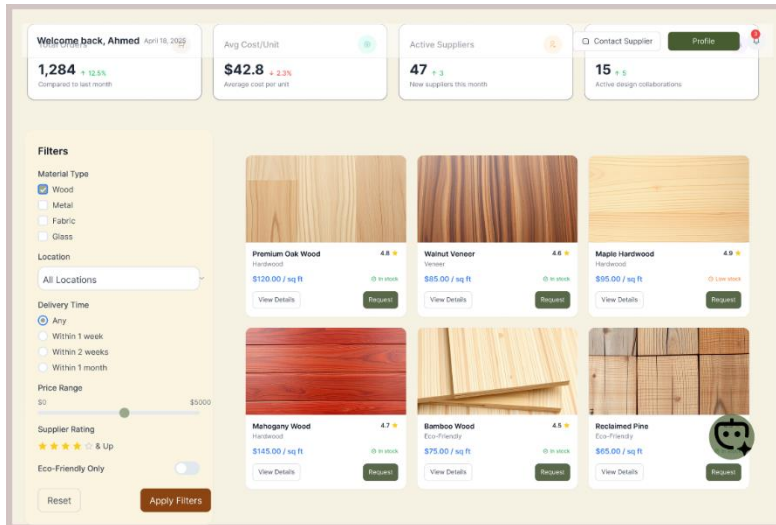 Welcome back, Ahmed April 18, 2025
Contact Supplier
Profile
3
Total Orders
1,284 ↑ 12.5%
Compared to last month
Avg Cost/Unit
$42.8 ↓ 2.3%
Average cost per unit
Active Suppliers
47 ↑ 3
New suppliers this month
15 ↑ 5
Active design collaborations
Filters
Material Type
Wood
Metal
Fabric
Glass
Location
All Locations
Delivery Time
Any
Within 1 week
Within 2 weeks
Within 1 month
Price Range
$0 $5000
Supplier Rating
& Up
Eco-Friendly Only
Reset
Apply Filters
Premium Oak Wood 4.8
Hardwood
$120.00 / sq ft In stock
View Details Request
Walnut Veneer 4.6
Veneer
$85.00 / sq ft In stock
View Details Request
Maple Hardwood 4.9
Hardwood
$95.00 / sq ft Low stock
View Details Request
Mahogany Wood 4.7
Hardwood
$145.00 / sq ft In stock
View Details Request
Bamboo Wood 4.5
Eco-Friendly
$75.00 / sq ft In stock
View Details Request
Reclaimed Pine
Eco-Friendly
$65.00 / sq ft
View Details Request